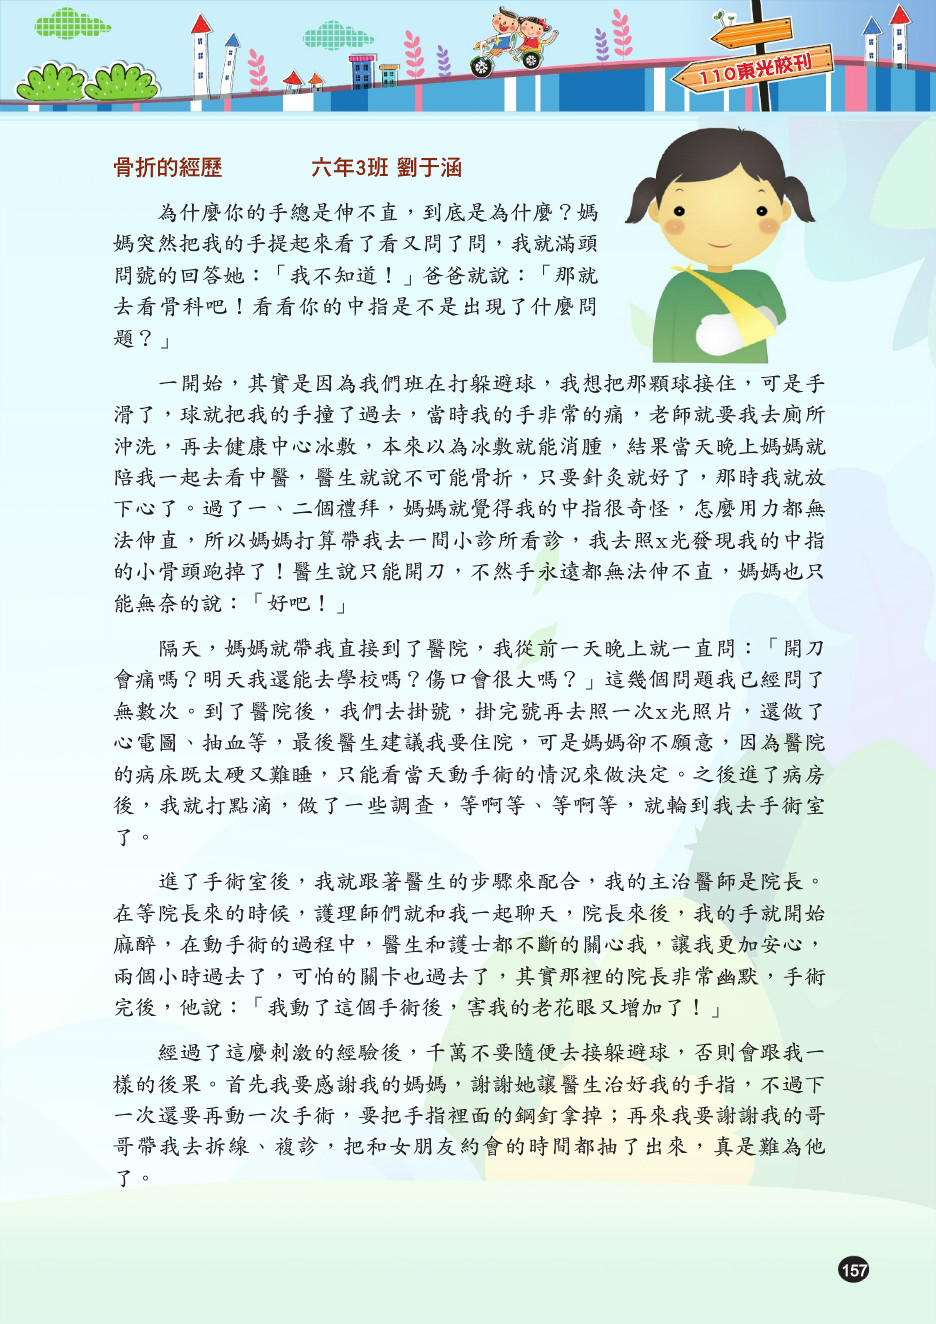 110東光校刊
骨折的經歷 六年3班 劉于涵
為什麼你的手總是伸不直，到底是為什麼？媽
媽突然把我的手提起來看了看又問了問，我就滿頭
問號的回答她：「我不知道！」爸爸就說：「那就
去看骨科吧！看看你的中指是不是出現了什麼問
題？」
一開始，其實是因為我們班在打躲避球，我想把那顆球接住，可是手
滑了，球就把我的手撞了過去，當時我的手非常的痛，老師就要我去廁所
沖洗，再去健康中心冰敷，本來以為冰敷就能消腫，結果當天晚上媽媽就
陪我一起去看中醫，醫生就說不可能骨折，只要針灸就好了，那時我就放
下心了。過了一、二個禮拜，媽媽就覺得我的中指很奇怪，怎麼用力都無
法伸直，所以媽媽打算帶我去一間小診所看診，我去照x光發現我的中指
的小骨頭跑掉了！醫生說只能開刀，不然手永遠都無法伸不直，媽媽也只
能無奈的說：「好吧！」
隔天，媽媽就帶我直接到了醫院，我從前一天晚上就一直問：「開刀
會痛嗎？明天我還能去學校嗎？傷口會很大嗎？」這幾個問題我已經問了
無數次。到了醫院後，我們去掛號，掛完號再去照一次x光照片，還做了
心電圖、抽血等，最後醫生建議我要住院，可是媽媽卻不願意，因為醫院
的病床既太硬又難睡，只能看當天動手術的情況來做決定。之後進了病房
後，我就打點滴，做了一些調查，等啊等、等啊等，就輪到我去手術室
了。
進了手術室後，我就跟著醫生的步驟來配合，我的主治醫師是院長。
在等院長來的時候，護理師們就和我一起聊天，院長來後，我的手就開始
麻醉，在動手術的過程中，醫生和護士都不斷的關心我，讓我更加安心，
兩個小時過去了，可怕的關卡也過去了，其實那裡的院長非常幽默，手術
完後，他說：「我動了這個手術後，害我的老花眼又增加了！」
經過了這麼刺激的經驗後，千萬不要隨便去接躲避球，否則會跟我一
樣的後果。首先我要感謝我的媽媽，謝謝她讓醫生治好我的手指，不過下
一次還要再動一次手術，要把手指裡面的鋼釘拿掉；再來我要謝謝我的哥
哥帶我去拆線、複診，把和女朋友約會的時間都抽了出來，真是難為他
了。
157